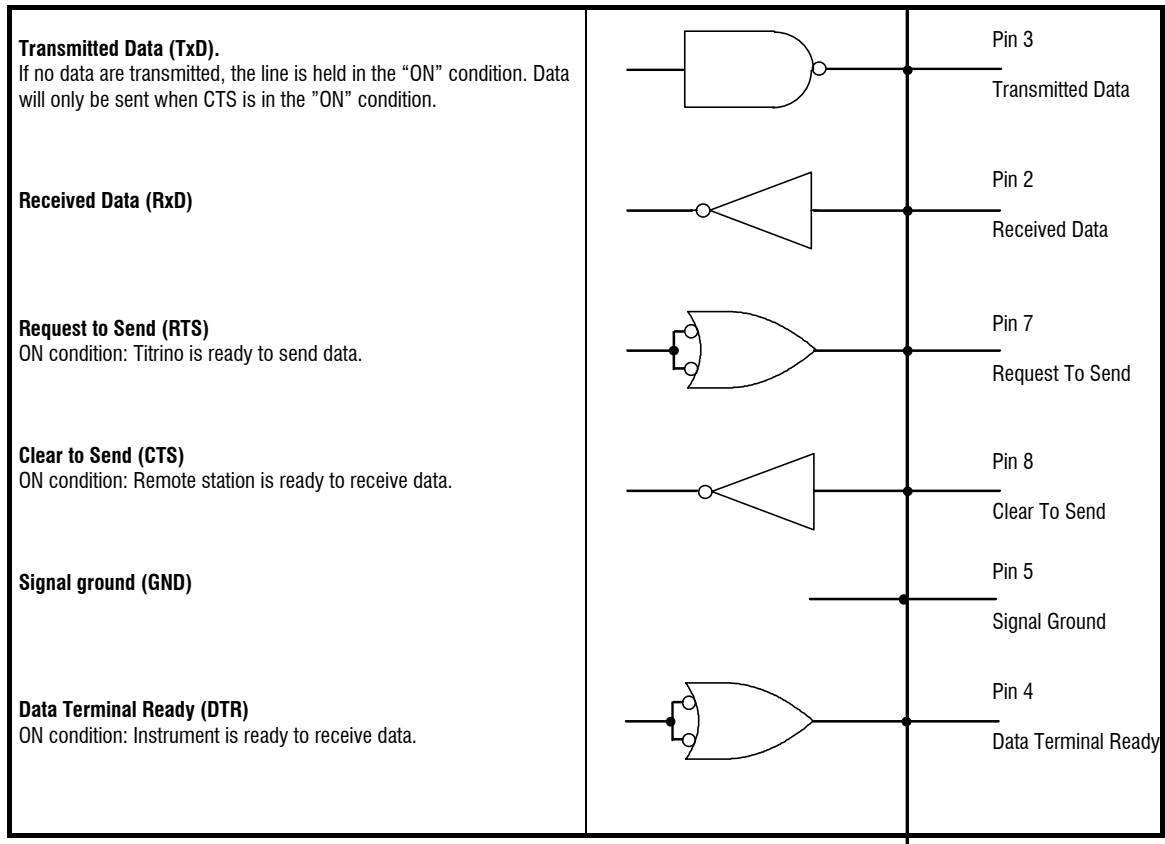 Transmitted Data (TxD).
If no data are transmitted, the line is held in the “ON” condition. Data
will only be sent when CTS is in the ”ON” condition.
Pin 3
Transmitted Data
Received Data (RxD)
Pin 2
Received Data
Request to Send (RTS)
ON condition: Titrino is ready to send data.
Pin 7
Request To Send
Clear to Send (CTS)
ON condition: Remote station is ready to receive data.
Pin 8
Clear To Send
Signal ground (GND)
Pin 5
Signal Ground
Data Terminal Ready (DTR)
ON condition: Instrument is ready to receive data.
Pin 4
Data Terminal Ready